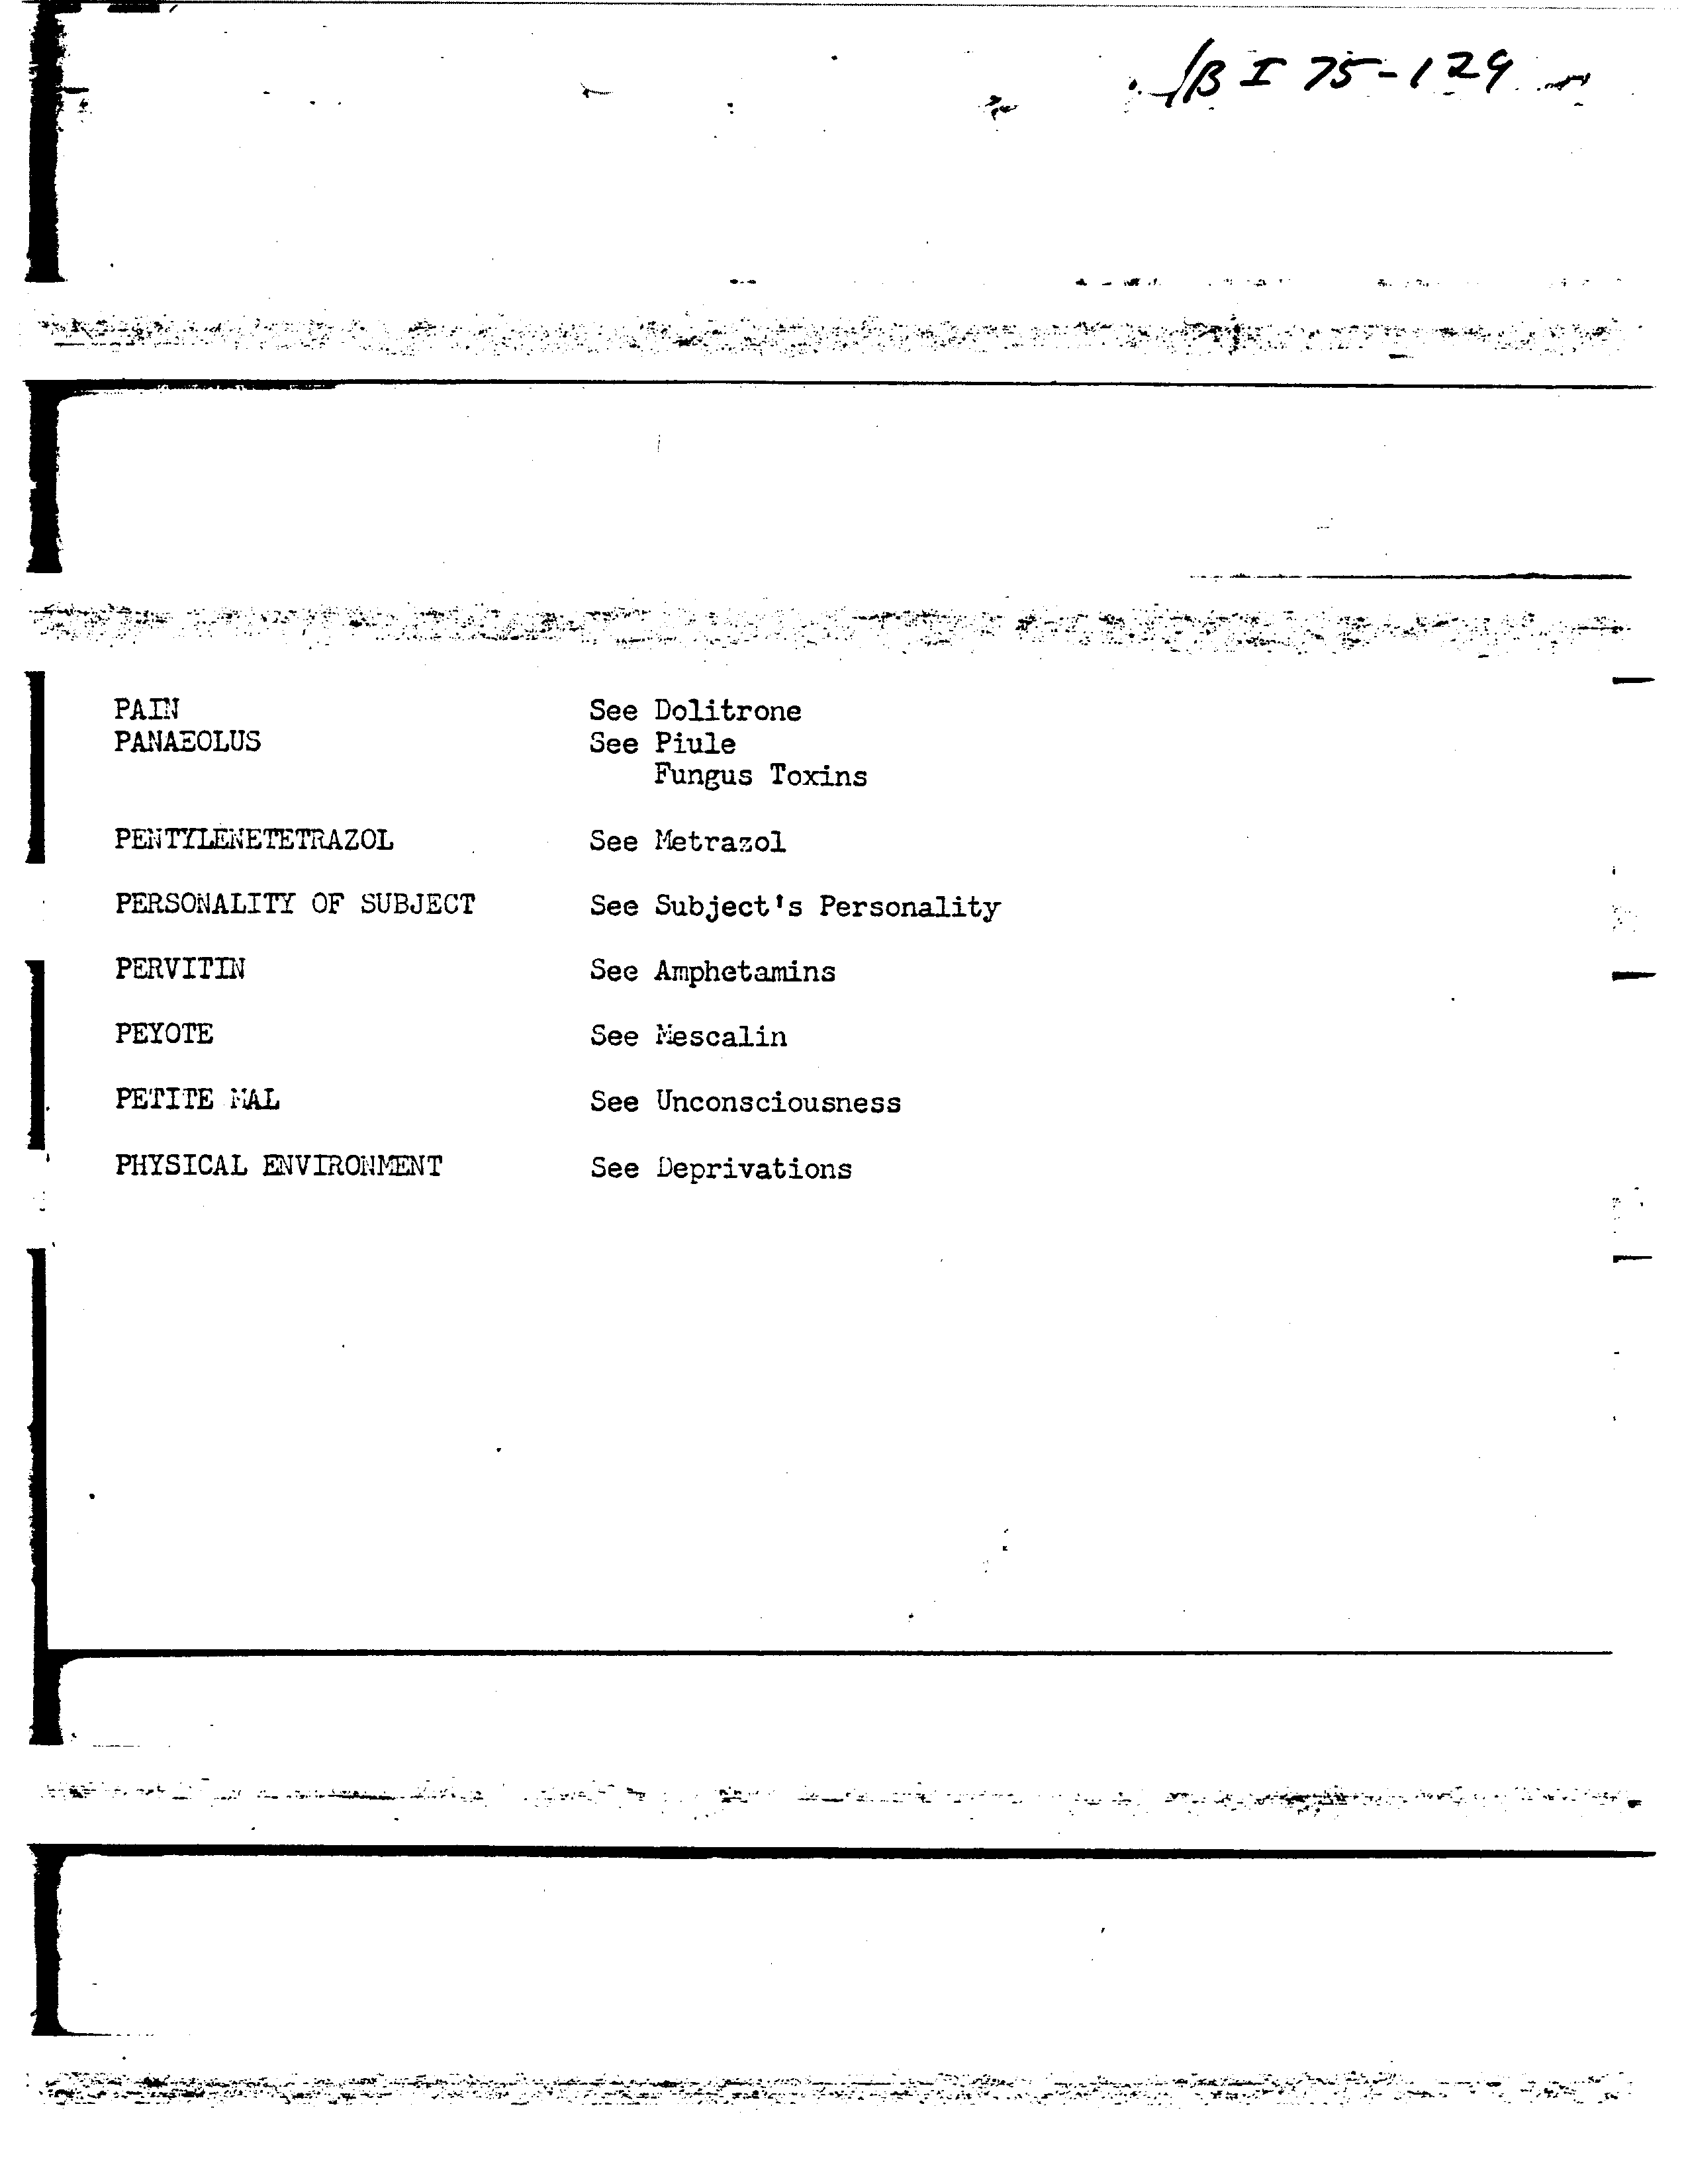 /B I 75-129
PAIN See Dolitrone
PANAEOLUS See Piule
Fungus Toxins
PENTYLENETETRAZOL See Metrazol
PERSONALITY OF SUBJECT See Subject's Personality
PERVITIN See Amphetamins
PEYOTE See Mescalin
PETITE MAL See Unconsciousness
PHYSICAL ENVIRONMENT See Deprivations